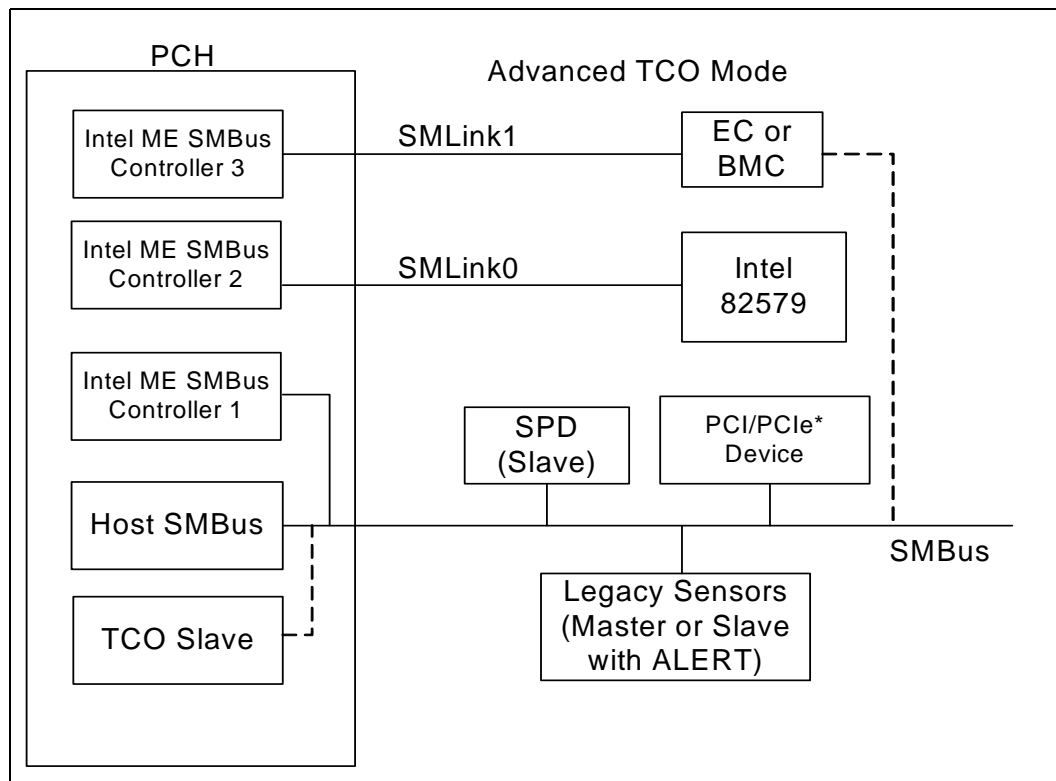 PCH
Advanced TCO Mode
Intel ME SMBus
Controller 3
SMLink1
EC or
BMC
Intel ME SMBus
Controller 2
SMLink0
Intel
82579
Intel ME SMBus
Controller 1
SPD
(Slave)
PCI/PCIe*
Device
Host SMBus
SMBus
TCO Slave
Legacy Sensors
(Master or Slave
with ALERT)